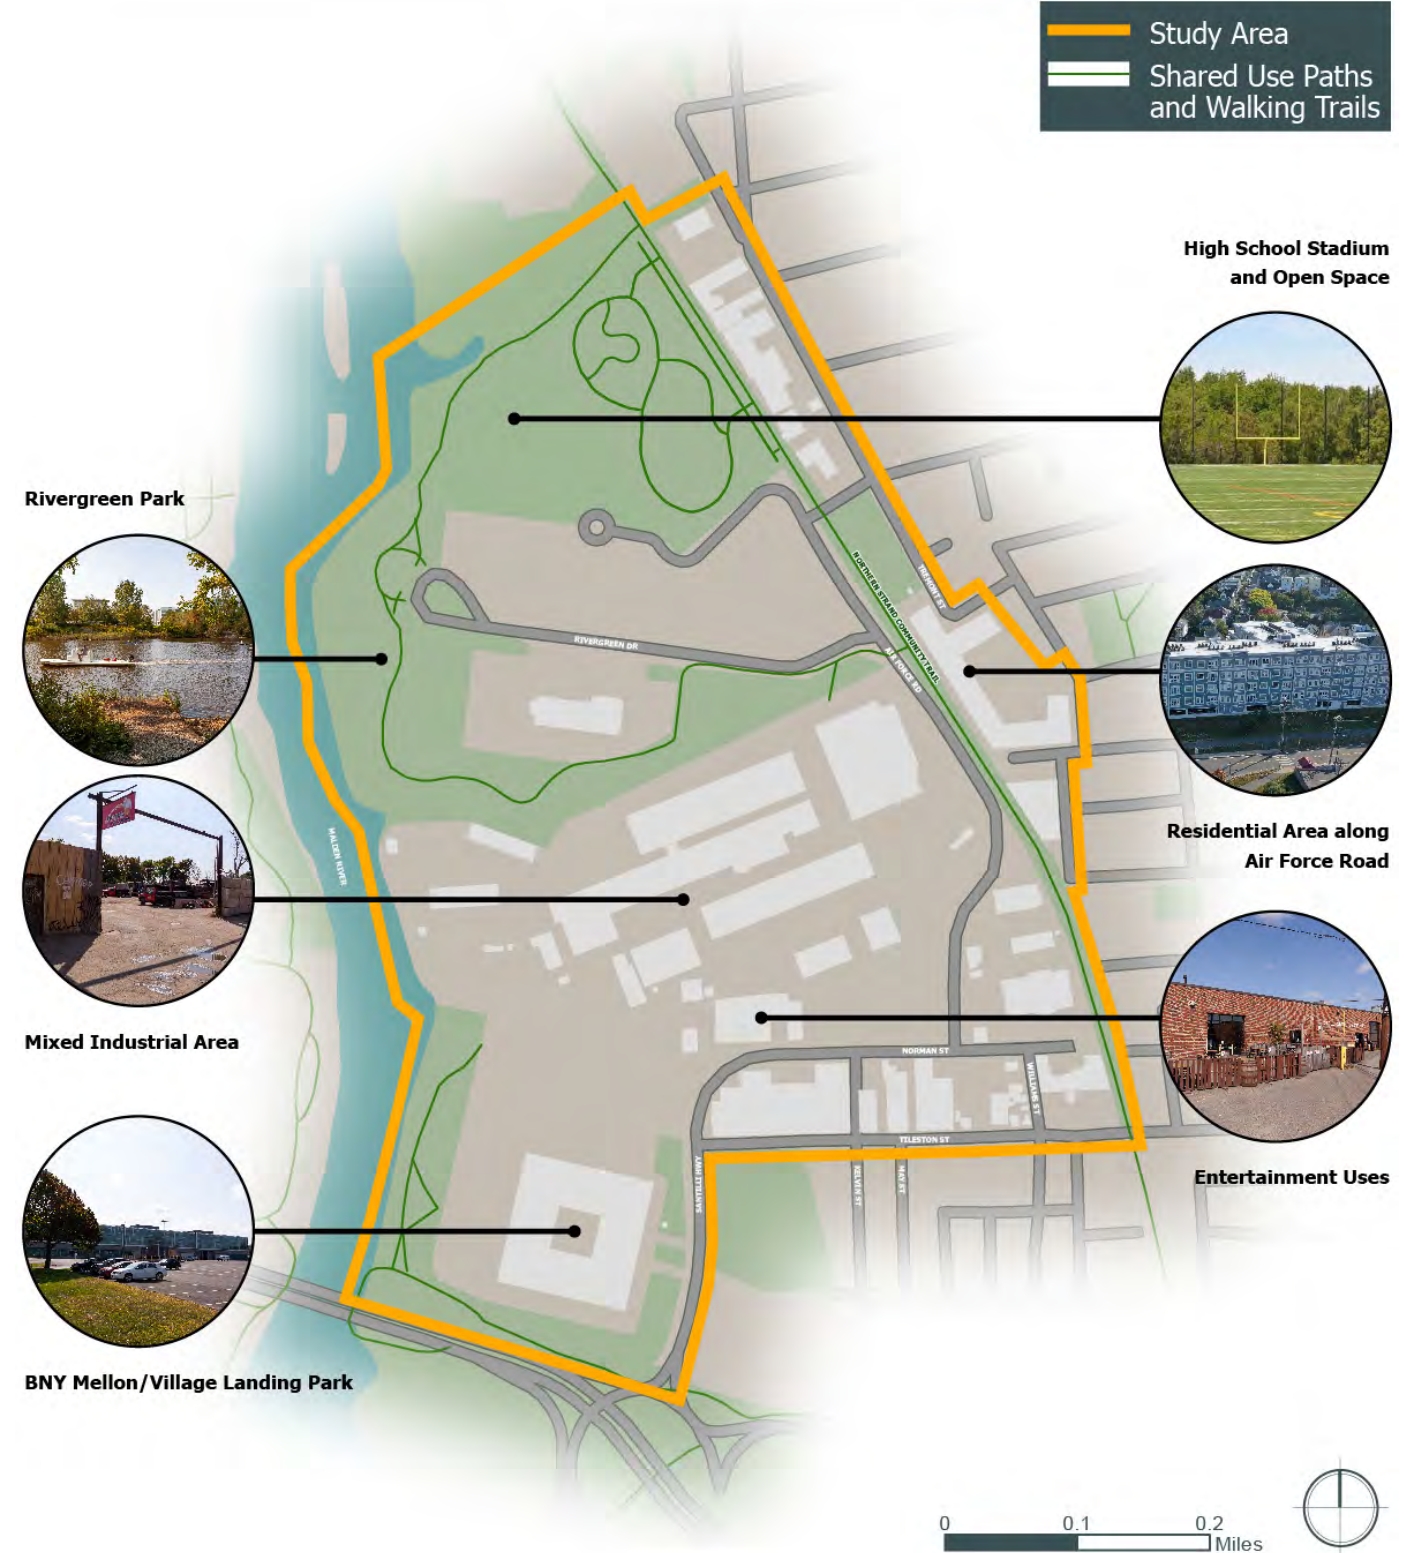 Study Area
Shared Use Paths
and Walking Trails
High School Stadium
and Open Space
Rivergreen Park
NORTHERN STRAND COMMUNITY TRAIL
TREMONT ST
RIVERGREEN DR
AIR FORCE RD
Residential Area along
Air Force Road
MALDEN RIVER
Mixed Industrial Area
NORMAN ST
WILLIAMS ST
TILESTON ST
SANTILLI HWY
KELVIN ST
MAY ST
Entertainment Uses
BNY Mellon/Village Landing Park
0 0.1 0.2
Miles